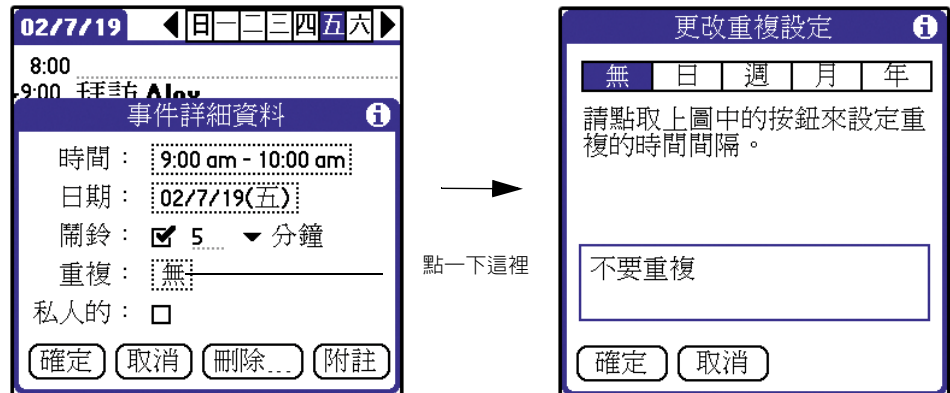 02/7/19 日一二三四五六
8:00
9:00 拜訪 Alex
事件詳細資料
時間： 9:00 am - 10:00 am
日期： 02/7/19(五)
鬧鈴： 5 分鐘
重複： 無
私人的：
確定 取消 刪除... 附註
點一下這裡
更改重複設定
無 日 週 月 年
請點取上圖中的按鈕來設定重
複的時間間隔。
不要重複
確定 取消